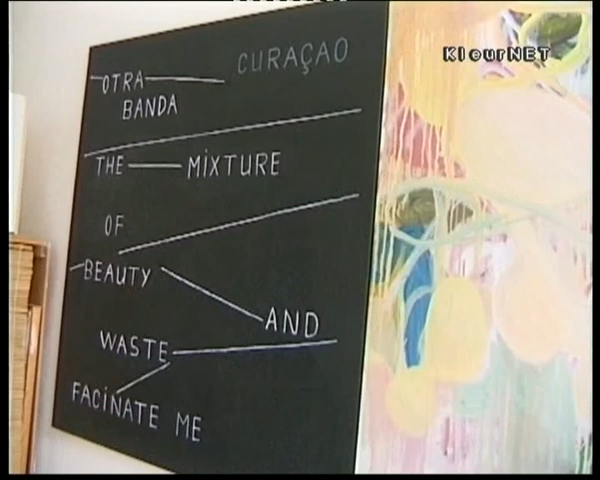 KleurNET
CURAÇAO
OTRA
BANDA
THE MIXTURE
OF
BEAUTY
AND
WASTE
FACINATE ME